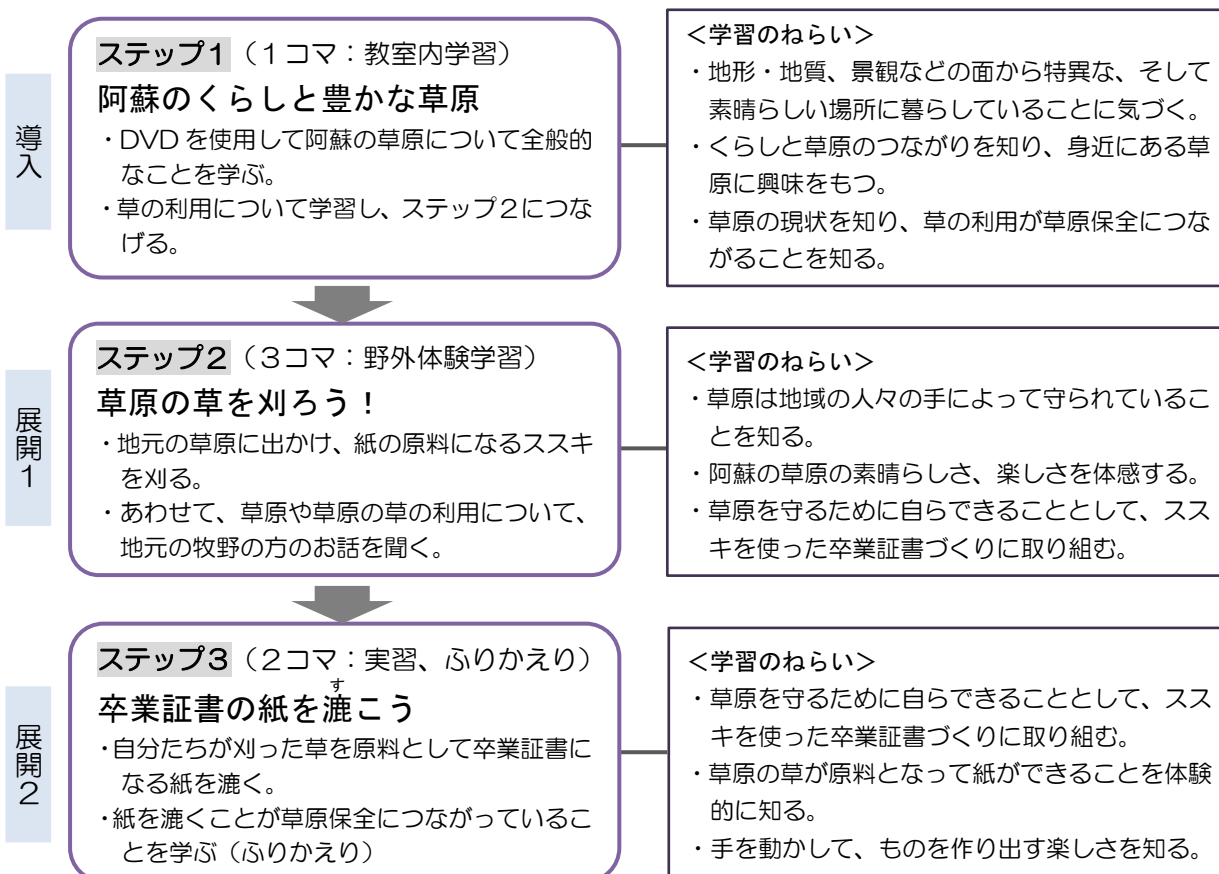 導入
ステップ1（１コマ：教室内学習）
阿蘇のくらしと豊かな草原
・DVDを使用して阿蘇の草原について全般的
なことを学ぶ。
・草の利用について学習し、ステップ２につな
げる。
＜学習のねらい＞
・地形・地質、景観などの面から特異な、そして
素晴らしい場所に暮らしていることに気づく。
・くらしと草原のつながりを知り、身近にある草
原に興味をもつ。
・草原の現状を知り、草の利用が草原保全につな
がることを知る。
展開1
ステップ2（３コマ：野外体験学習）
草原の草を刈ろう！
・地元の草原に出かけ、紙の原料になるススキ
を刈る。
・あわせて、草原や草原の草の利用について、
地元の牧野の方のお話を聞く。
＜学習のねらい＞
・草原は地域の人々の手によって守られているこ
とを知る。
・阿蘇の草原の素晴らしさ、楽しさを体感する。
・草原を守るために自らできることとして、スス
キを使った卒業証書づくりに取り組む。
展開2
ステップ3（２コマ：実習、ふりかえり）
す
卒業証書の紙を漉こう
・自分たちが刈った草を原料として卒業証書に
なる紙を漉く。
・紙を漉くことが草原保全につながっているこ
とを学ぶ（ふりかえり）
＜学習のねらい＞
・草原を守るために自らできることとして、スス
キを使った卒業証書づくりに取り組む。
・草原の草が原料となって紙ができることを体験
的に知る。
・手を動かして、ものを作り出す楽しさを知る。